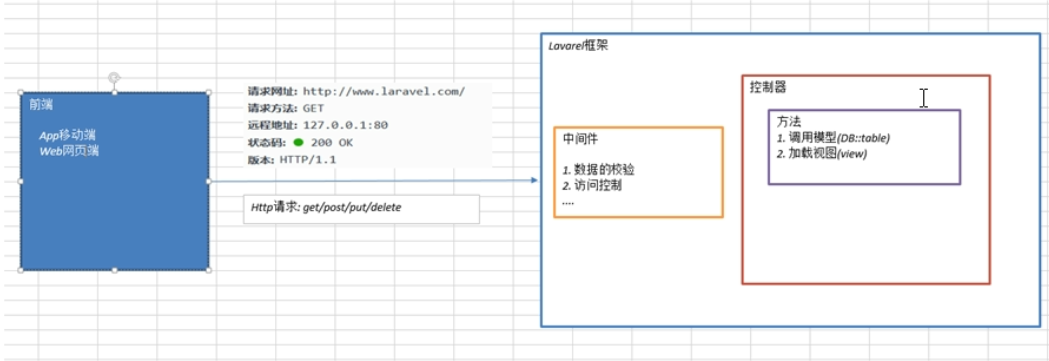 前端
App移动端
Web网页端
请求网址: http://www.laravel.com/
请求方法: GET
远程地址: 127.0.0.1:80
状态码: 200 OK
版本: HTTP/1.1
Http请求: get/post/put/delete
Lavarel框架
中间件
1. 数据的校验
2. 访问控制
....
控制器
方法
1. 调用模型(DB::table)
2. 加载视图(view)